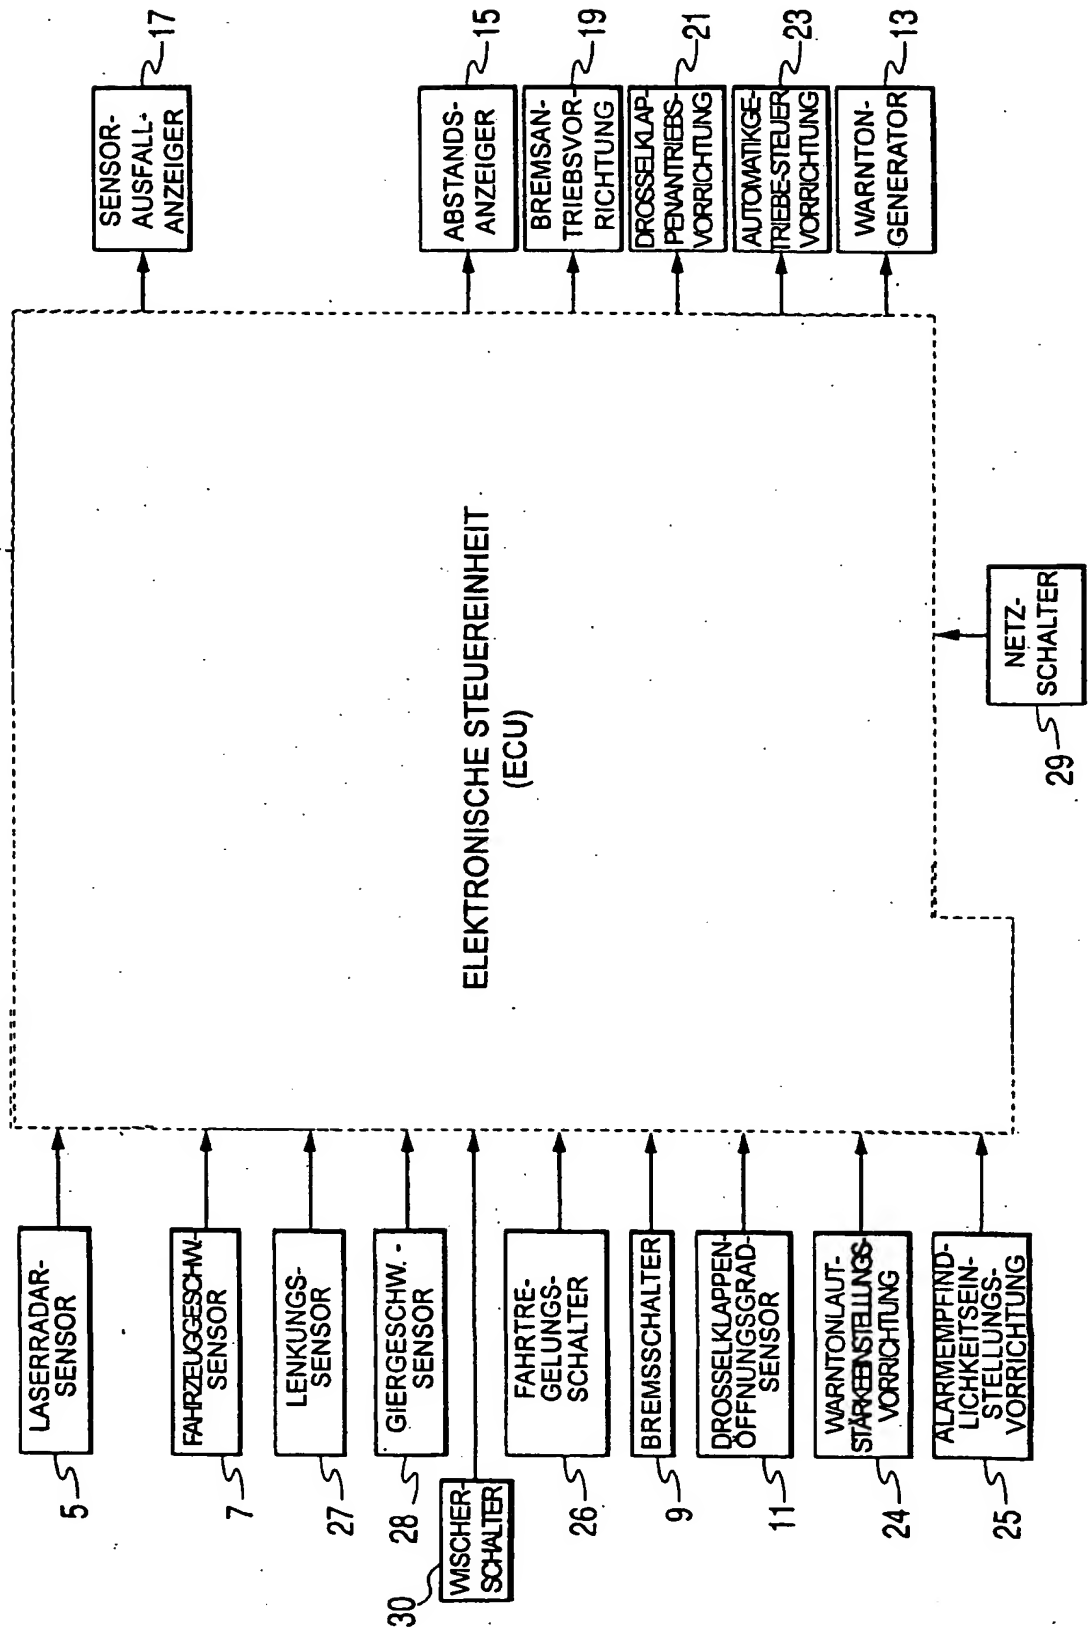 5
LASERRADAR-
SENSOR
7
FAHRZEUGGESCHW.-
SENSOR
27
LENKUNGS-
SENSOR
28
GIERGESCHW.-
SENSOR
30
WISCHER-
SCHALTER
26
FAHRTRE-
GELUNGS-
SCHALTER
9
BREMSSCHALTER
11
DROSSELKLAPPEN-
ÖFFNUNGSGRAD-
SENSOR
24
WARNTONLAUT-
STÄRKEEINSTELLUNGS-
VORRICHTUNG
25
ALARMEMPFIND-
LICHKEITSEIN-
STELLUNGS-
VORRICHTUNG
ELEKTRONISCHE STEUEREINHEIT
(ECU)
29
NETZ-
SCHALTER
SENSOR-
AUSFALL-
ANZEIGER
17
ABSTANDS-
ANZEIGER
15
BREMSAN-
TRIEBSVOR-
RICHTUNG
19
DROSSELKLAP-
PENANTRIEBS-
VORRICHTUNG
21
AUTOMATIKGE-
TRIEBE-STEUER
VORRICHTUNG
23
WARNTON-
GENERATOR
13